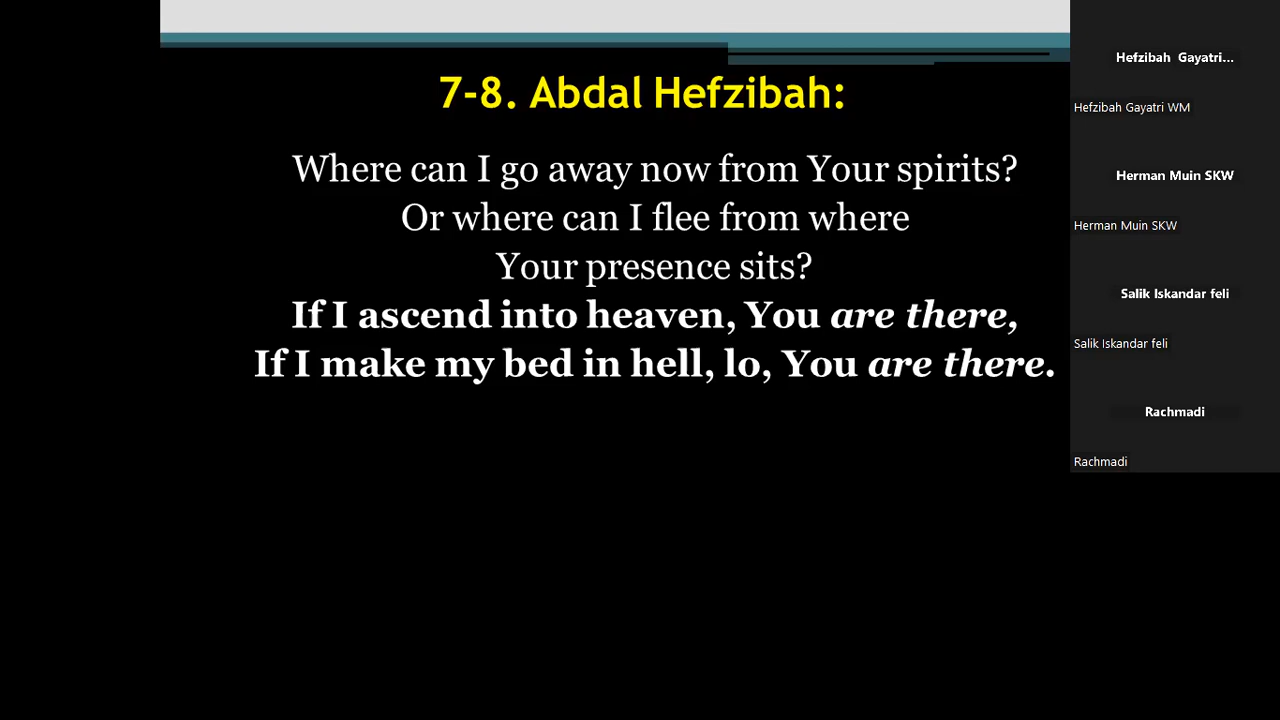 7-8. Abdal Hefzibah:
Where can I go away now from Your spirits?
Or where can I flee from where
Your presence sits?
If I ascend into heaven, You are there,
If I make my bed in hell, lo, You are there.
Hefzibah Gayatri...
Hefzibah Gayatri WM
Herman Muin SKW
Herman Muin SKW
Salik Iskandar feli
Salik Iskandar feli
Rachmadi
Rachmadi